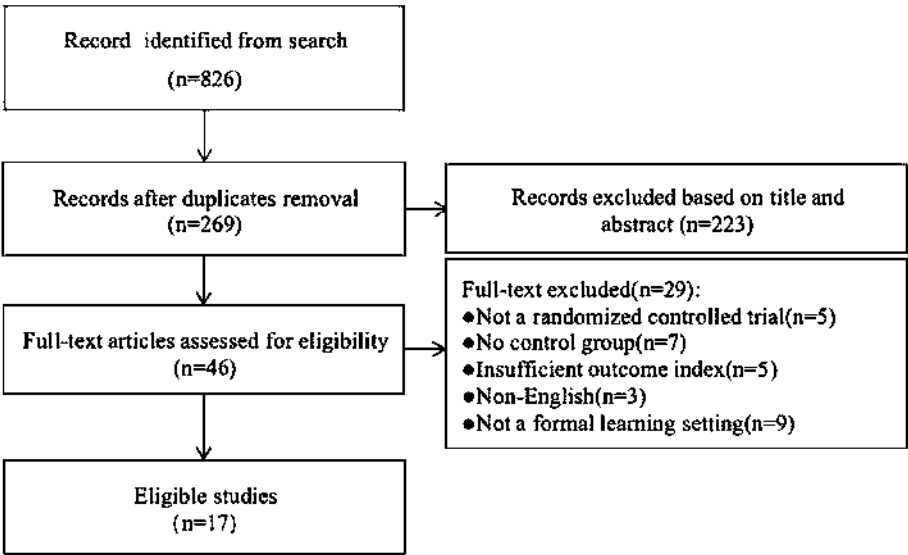 Record identified from search
(n=826)
Records after duplicates removal
(n=269)
Records excluded based on title and
abstract (n=223)
Full-text articles assessed for eligibility
(n=46)
Full-text excluded(n=29):
●Not a randomized controlled trial(n=5)
●No control group(n=7)
●Insufficient outcome index(n=5)
●Non-English(n=3)
●Not a formal learning setting(n=9)
Eligible studies
(n=17)